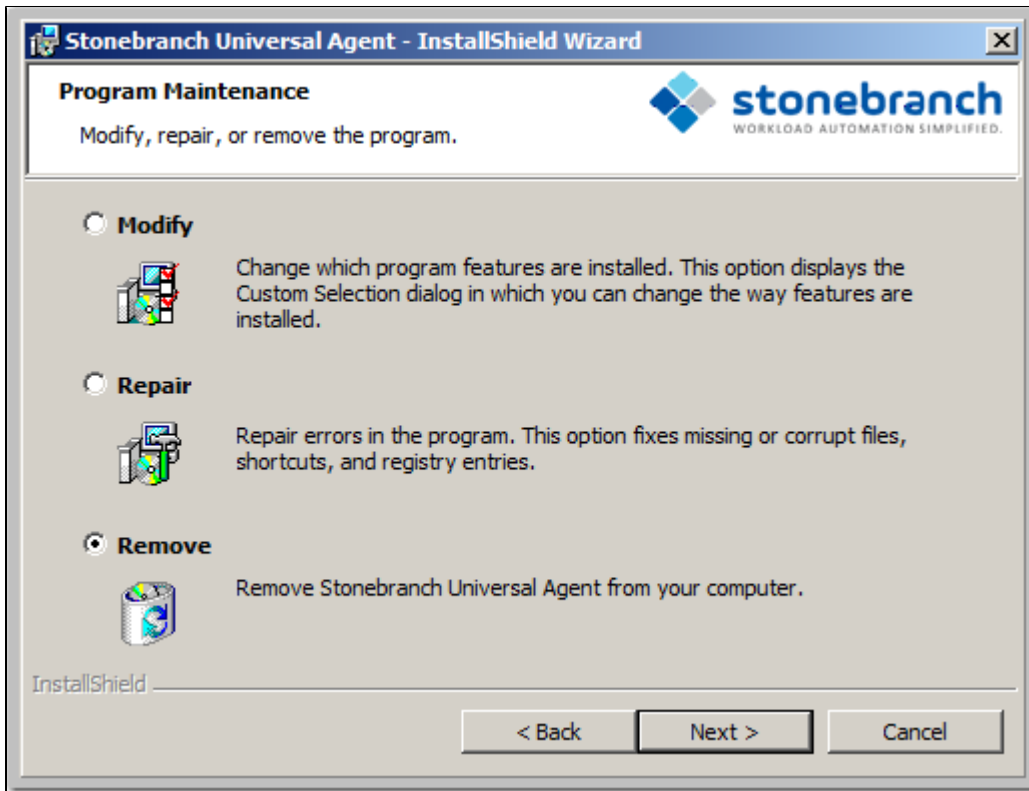 Stonebranch Universal Agent - InstallShield Wizard
Program Maintenance
Modify, repair, or remove the program.
stonebranch
WORKLOAD AUTOMATION SIMPLIFIED.
Modify
Change which program features are installed. This option displays the
Custom Selection dialog in which you can change the way features are
installed.
Repair
Repair errors in the program. This option fixes missing or corrupt files,
shortcuts, and registry entries.
Remove
Remove Stonebranch Universal Agent from your computer.
InstallShield
< Back
Next >
Cancel